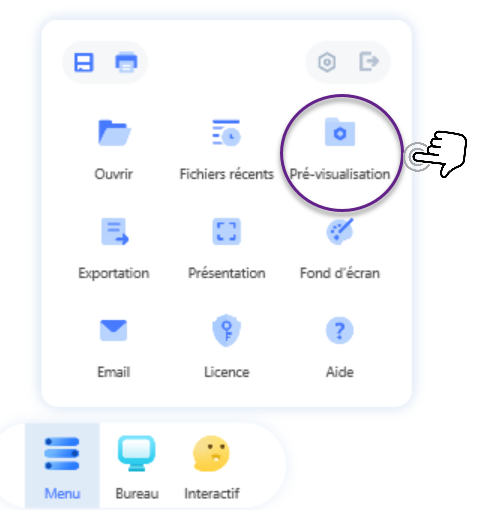 Ouvrir
Fichiers récents
Pré-visualisation
Exportation
Présentation
Fond d'écran
Email
Licence
Aide
Menu
Bureau
Interactif